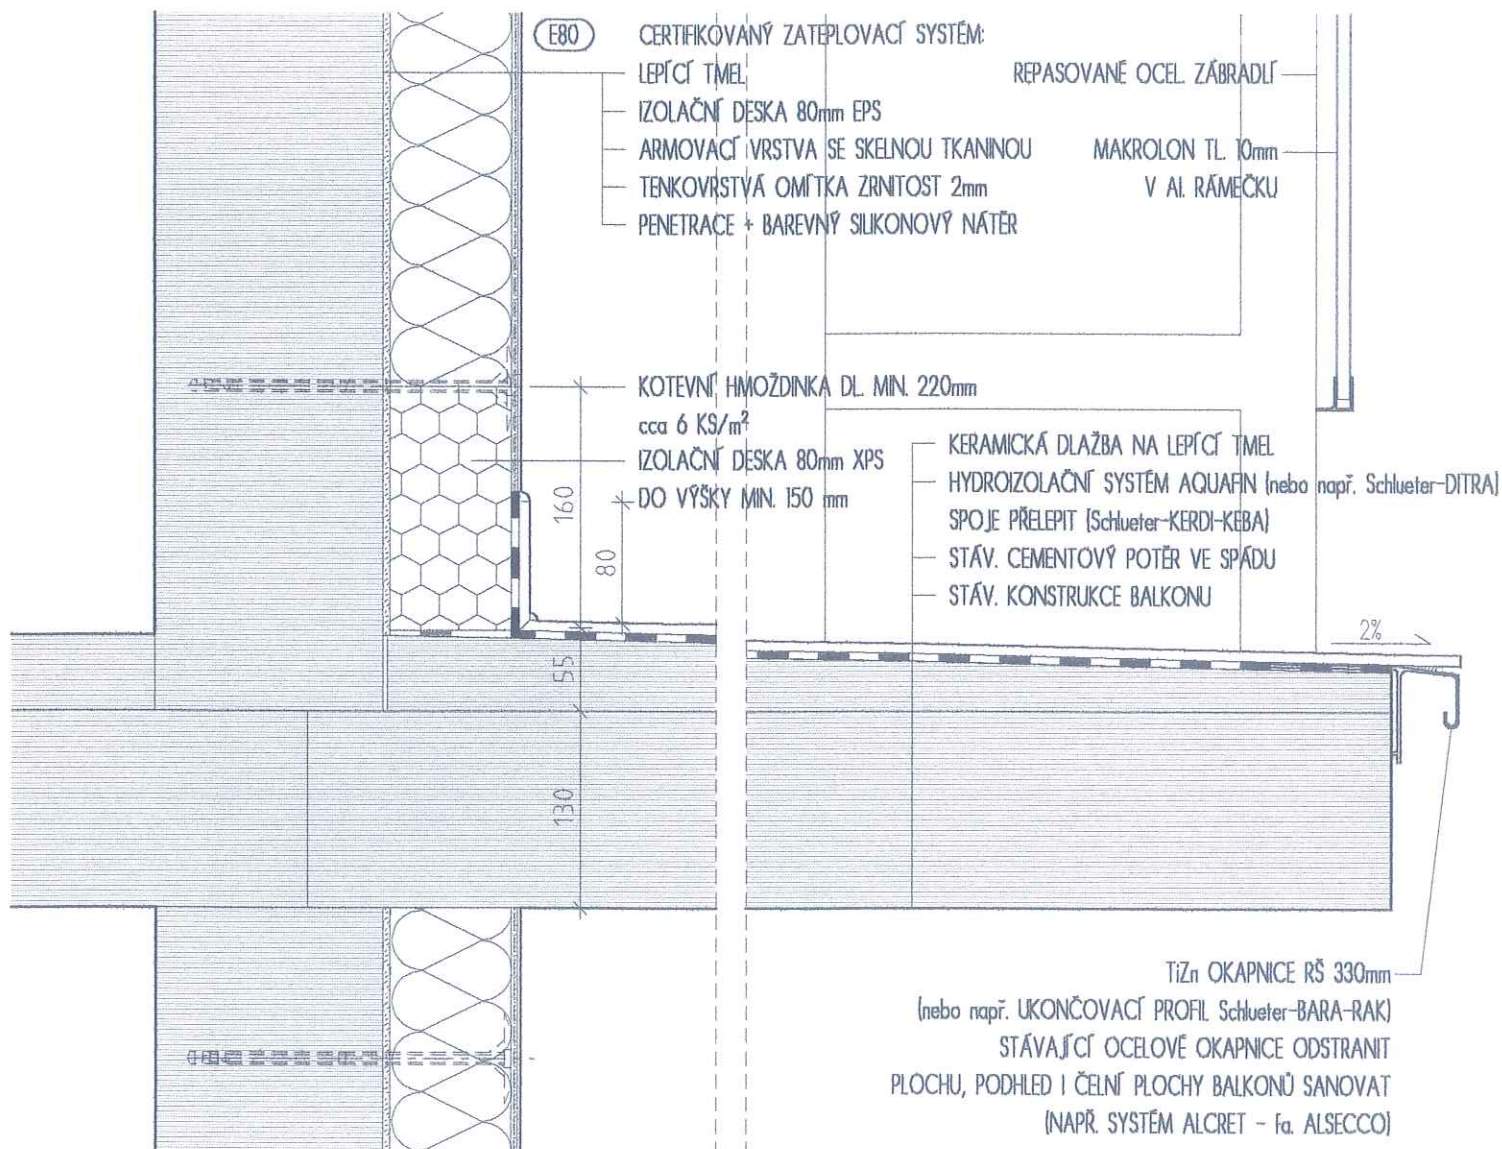 E80 CERTIFIKOVANÝ ZATEPLOVACÍ SYSTÉM:
LEPÍCÍ TMEL
IZOLAČNÍ DESKA 80mm EPS
ARMOVACÍ VRSTVA SE SKELNOU TKANINOU
TENKOVRSTVÁ OMÍTKA ZRNITOST 2mm
PENETRACE + BAREVNÝ SILIKONOVÝ NÁTĚR
REPASOVANÉ OCEL. ZÁBRADLÍ
MAKROLON TL. 10mm
V Al. RÁMEČKU
KOTEVNÍ HMOŽDINKA DL. MIN. 220mm
cca 6 KS/m²
IZOLAČNÍ DESKA 80mm XPS
DO VÝŠKY MIN. 150 mm
160
80
55
130
KERAMICKÁ DLAŽBA NA LEPÍCÍ TMEL
HYDROIZOLAČNÍ SYSTÉM AQUAFIN (nebo např. Schlueter-DITRA)
SPOJE PŘELEPIT (Schlueter-KERDI-KEBA)
STÁV. CEMENTOVÝ POTĚR VE SPÁDU
STÁV. KONSTRUKCE BALKONU
2%
TiZn OKAPNICE RŠ 330mm
(nebo např. UKONČOVACÍ PROFIL Schlueter-BARA-RAK)
STÁVAJÍCÍ OCELOVÉ OKAPNICE ODSTRANIT
PLOCHU, PODHLED I ČELNÍ PLOCHY BALKONŮ SANOVAT
(NAPŘ. SYSTÉM ALCRET - fa. ALSECCO)